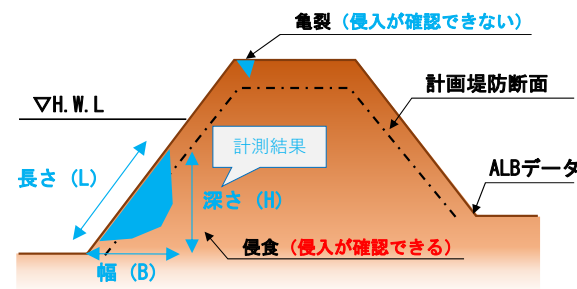 亀裂（侵入が確認できない）
計画堤防断面
▽H.W.L
計測結果
ALBデータ
長さ（L)
深さ（H)
侵食（侵入が確認できる）
幅（B)